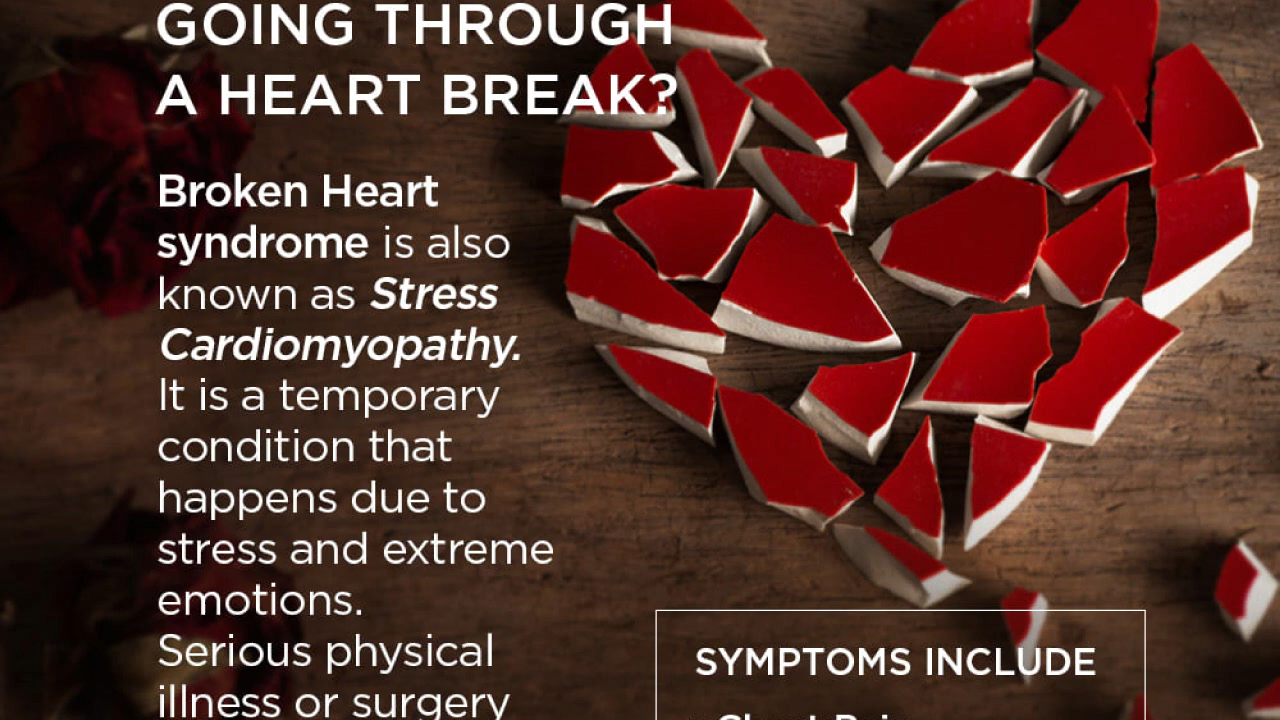 GOING THROUGH
A HEART BREAK?
Broken Heart
syndrome is also
known as Stress
Cardiomyopathy.
It is a temporary
condition that
happens due to
stress and extreme
emotions.
Serious physical
illness or surgery
SYMPTOMS INCLUDE